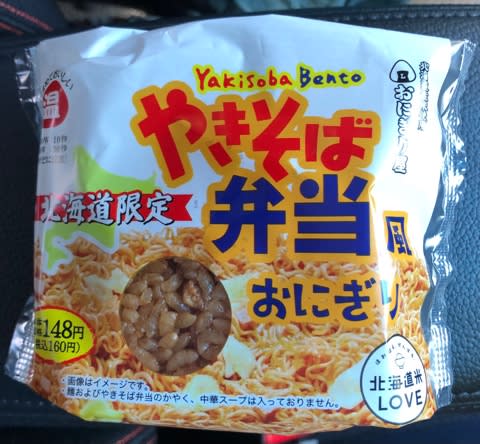 Yakisoba Bento
やきそば
弁当
風
おにぎり
温
北海道限定
148円
(税込160円)
・画像はイメージです。
・麺およびやきそば弁当のかやく、中華スープは入っておりません。
北海道米
LOVE